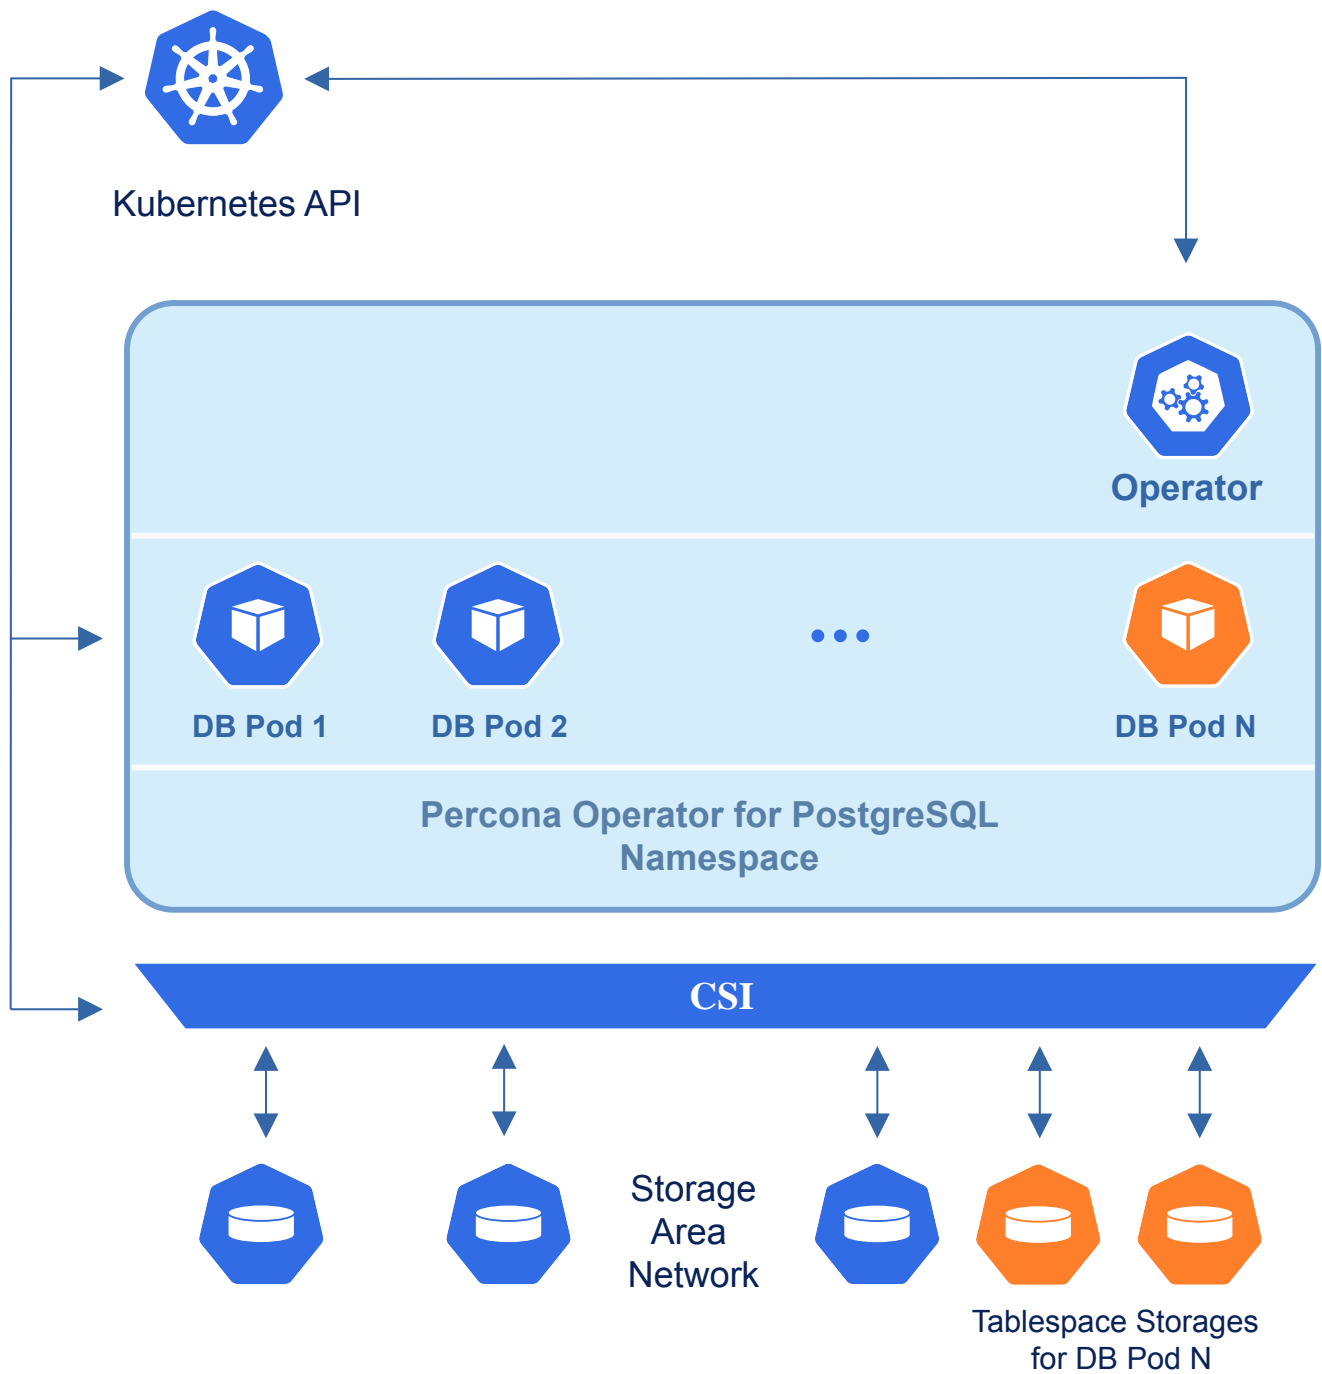 Kubernetes API
Operator
DB Pod 1
DB Pod 2
DB Pod N
Percona Operator for PostgreSQL
Namespace
CSI
Storage
Area
Network
Tablespace Storages
for DB Pod N